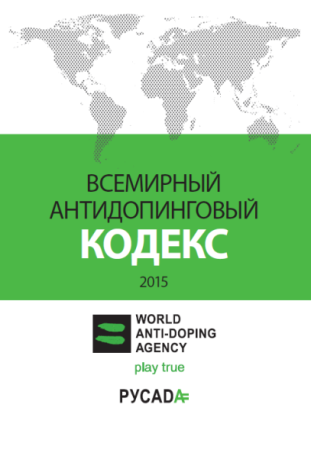 ВСЕМИРНЫЙ
АНТИДОПИНГОВЫЙ
КОДЕКС
2015
WORLD
ANTI-DOPING
AGENCY
play true
РУСАДА